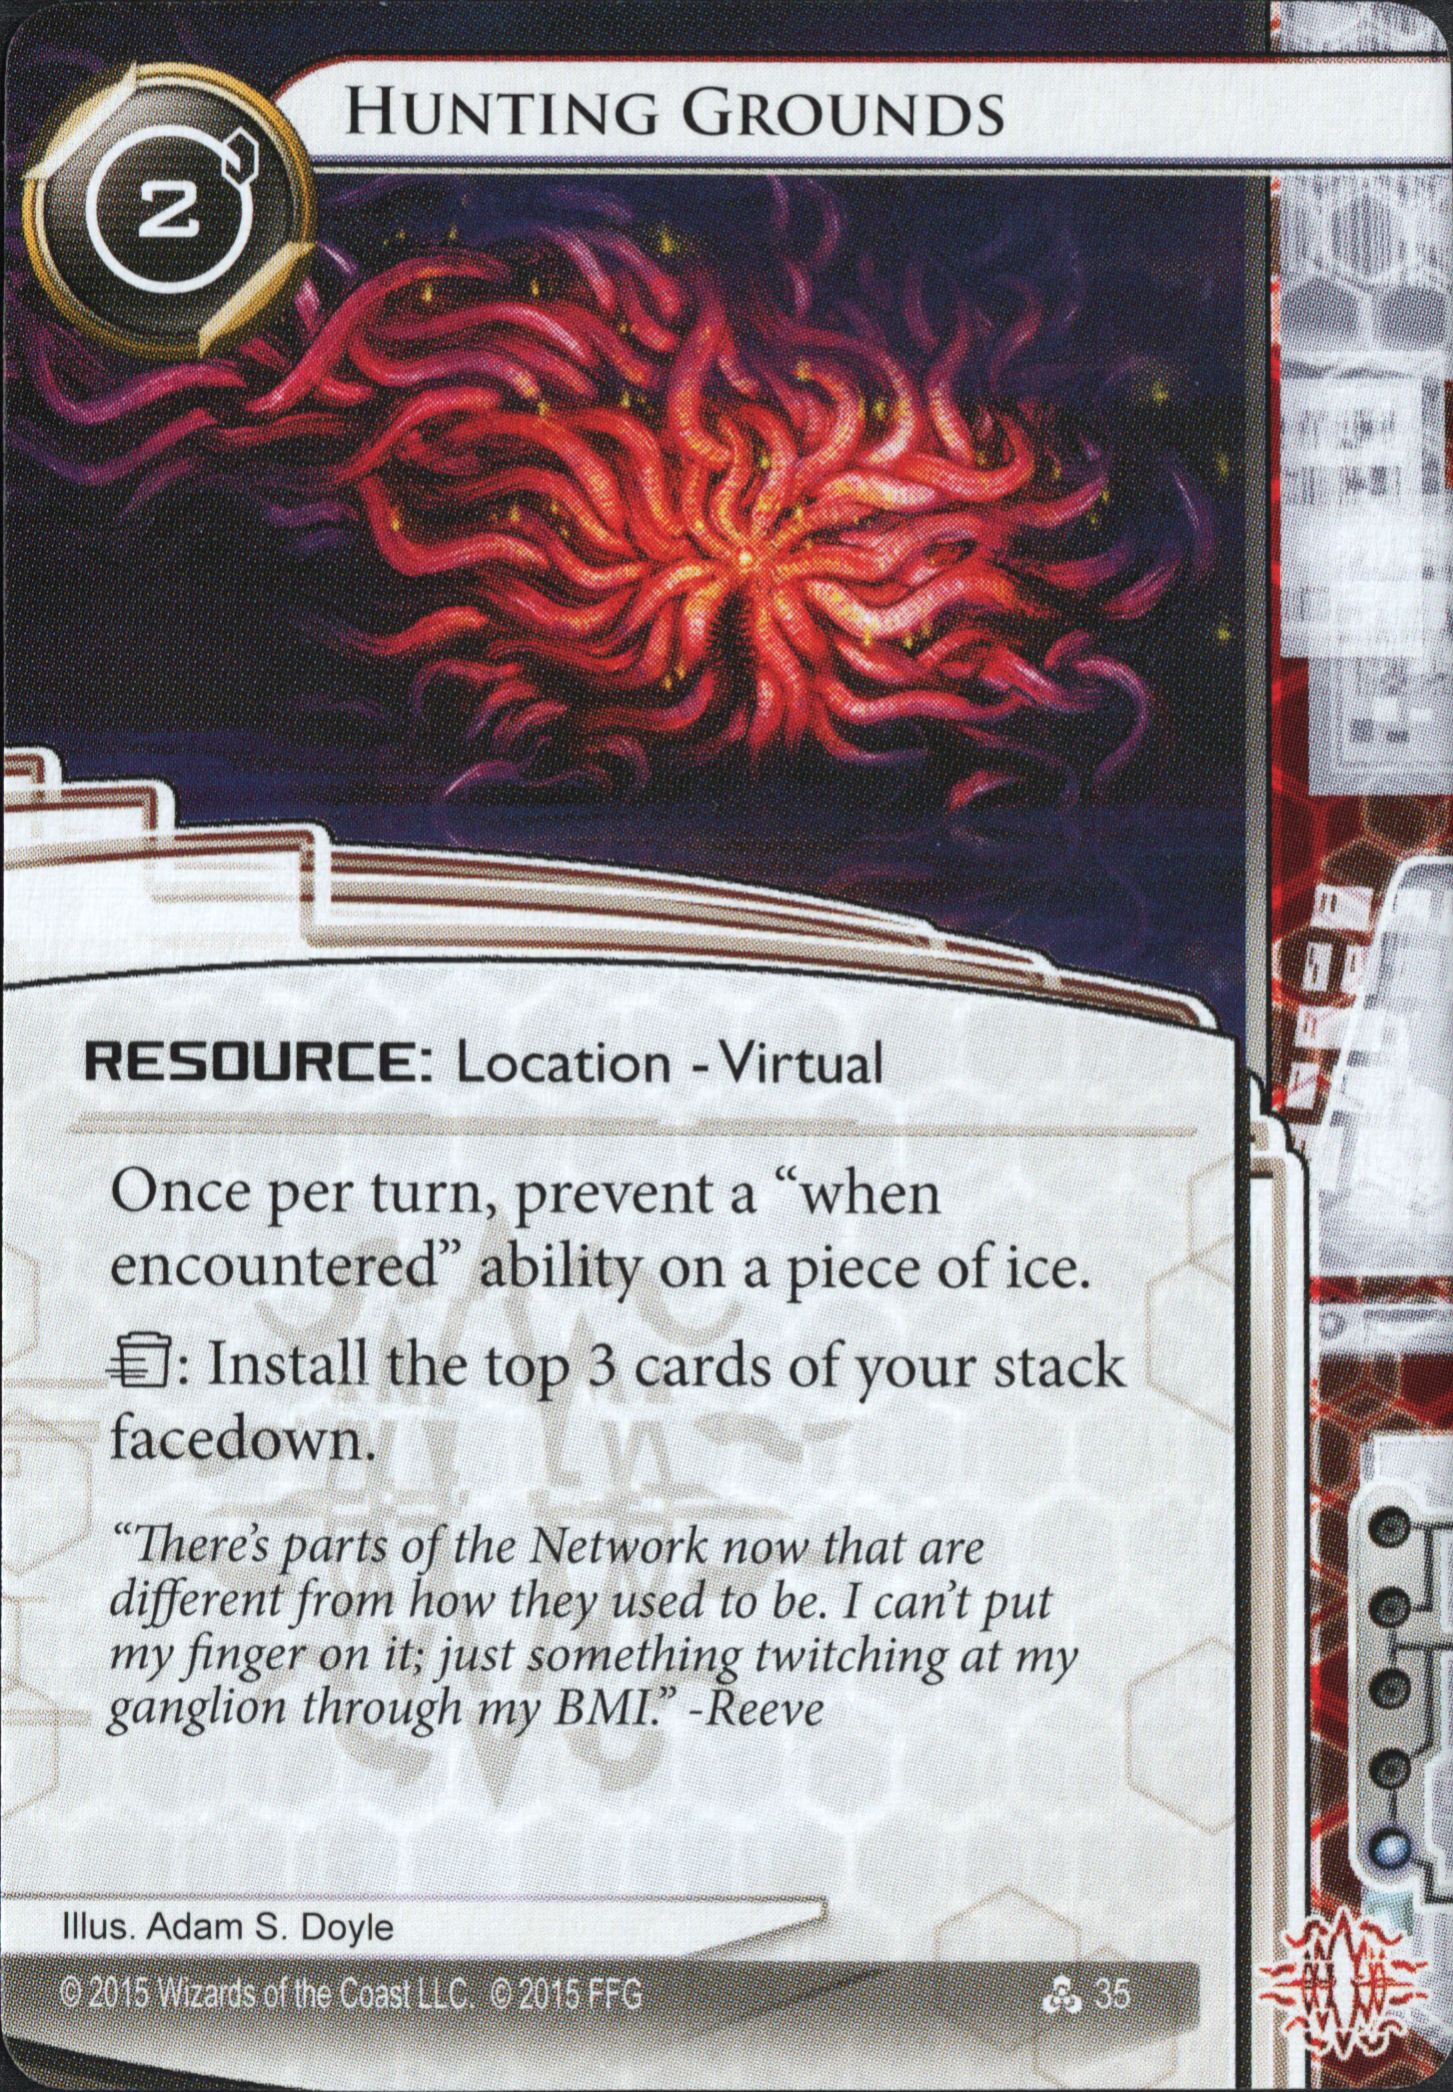 2
HUNTING GROUNDS
RESOURCE: Location - Virtual
Once per turn, prevent a “when
encountered” ability on a piece of ice.
: Install the top 3 cards of your stack
facedown.
“There’s parts of the Network now that are
different from how they used to be. I can’t put
my finger on it; just something twitching at my
ganglion through my BMI.” -Reeve
Illus. Adam S. Doyle
© 2015 Wizards of the Coast LLC. © 2015 FFG
35